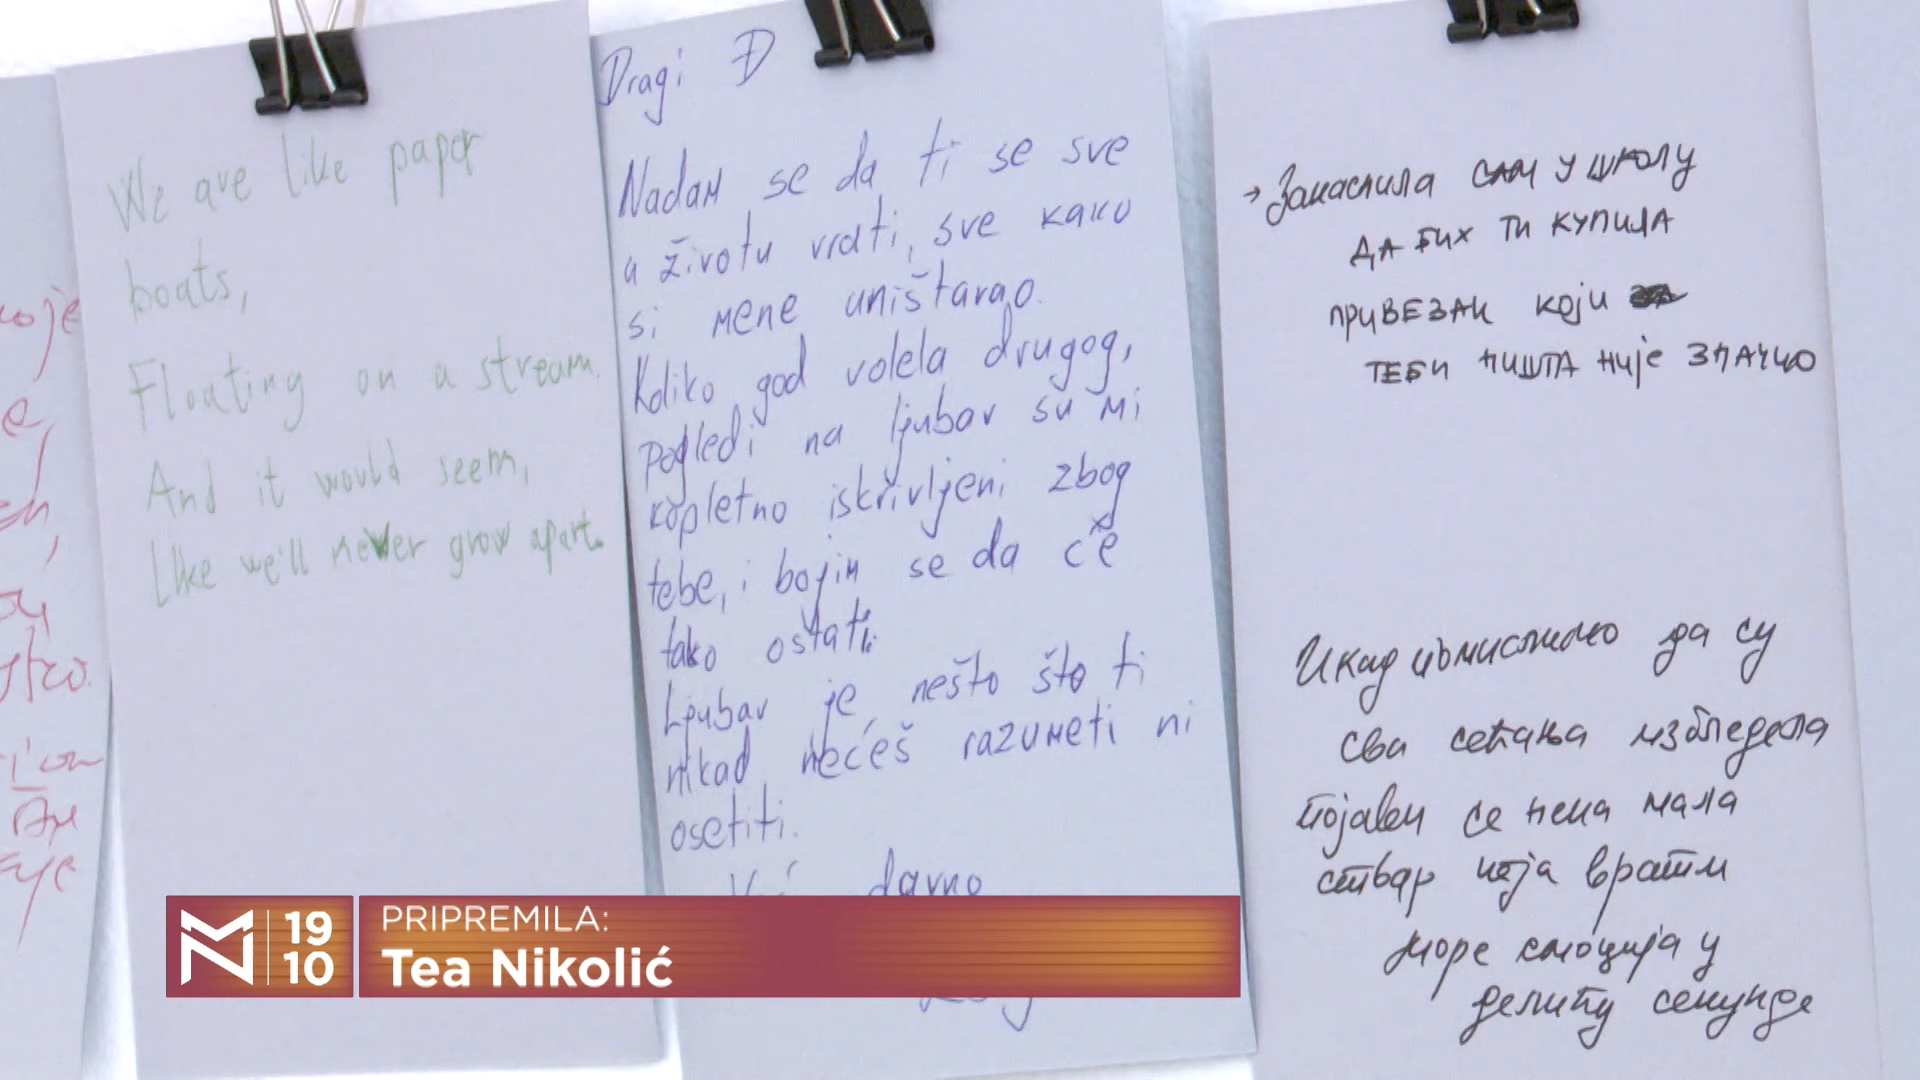 We are like paper
boats,
Floating on a stream.
And it would seem,
Like we'll never grow apart.
Dragi Đ
Nadam se da ti se sve
u životu vrati, sve kako
si mene uništavao.
Koliko god volela drugog,
pogledi na ljubav su mi
kopletno iskrivljeni zbog
tebe, i bojim se da će
tako ostati.
Ljubav je nešto što ti
nikad nećeš razumeti ni
osetiti.
davno
→ Закаснила сам у школу
да бих ти купила
привезак који
теби ништа није значио
И кад помислимо да су
сва сећања избледела
појави се нека мала
ствар која врати
море емоција у
делићу секунде
оје
е,
M 19
10
PRIPREMILA:
Tea Nikolić